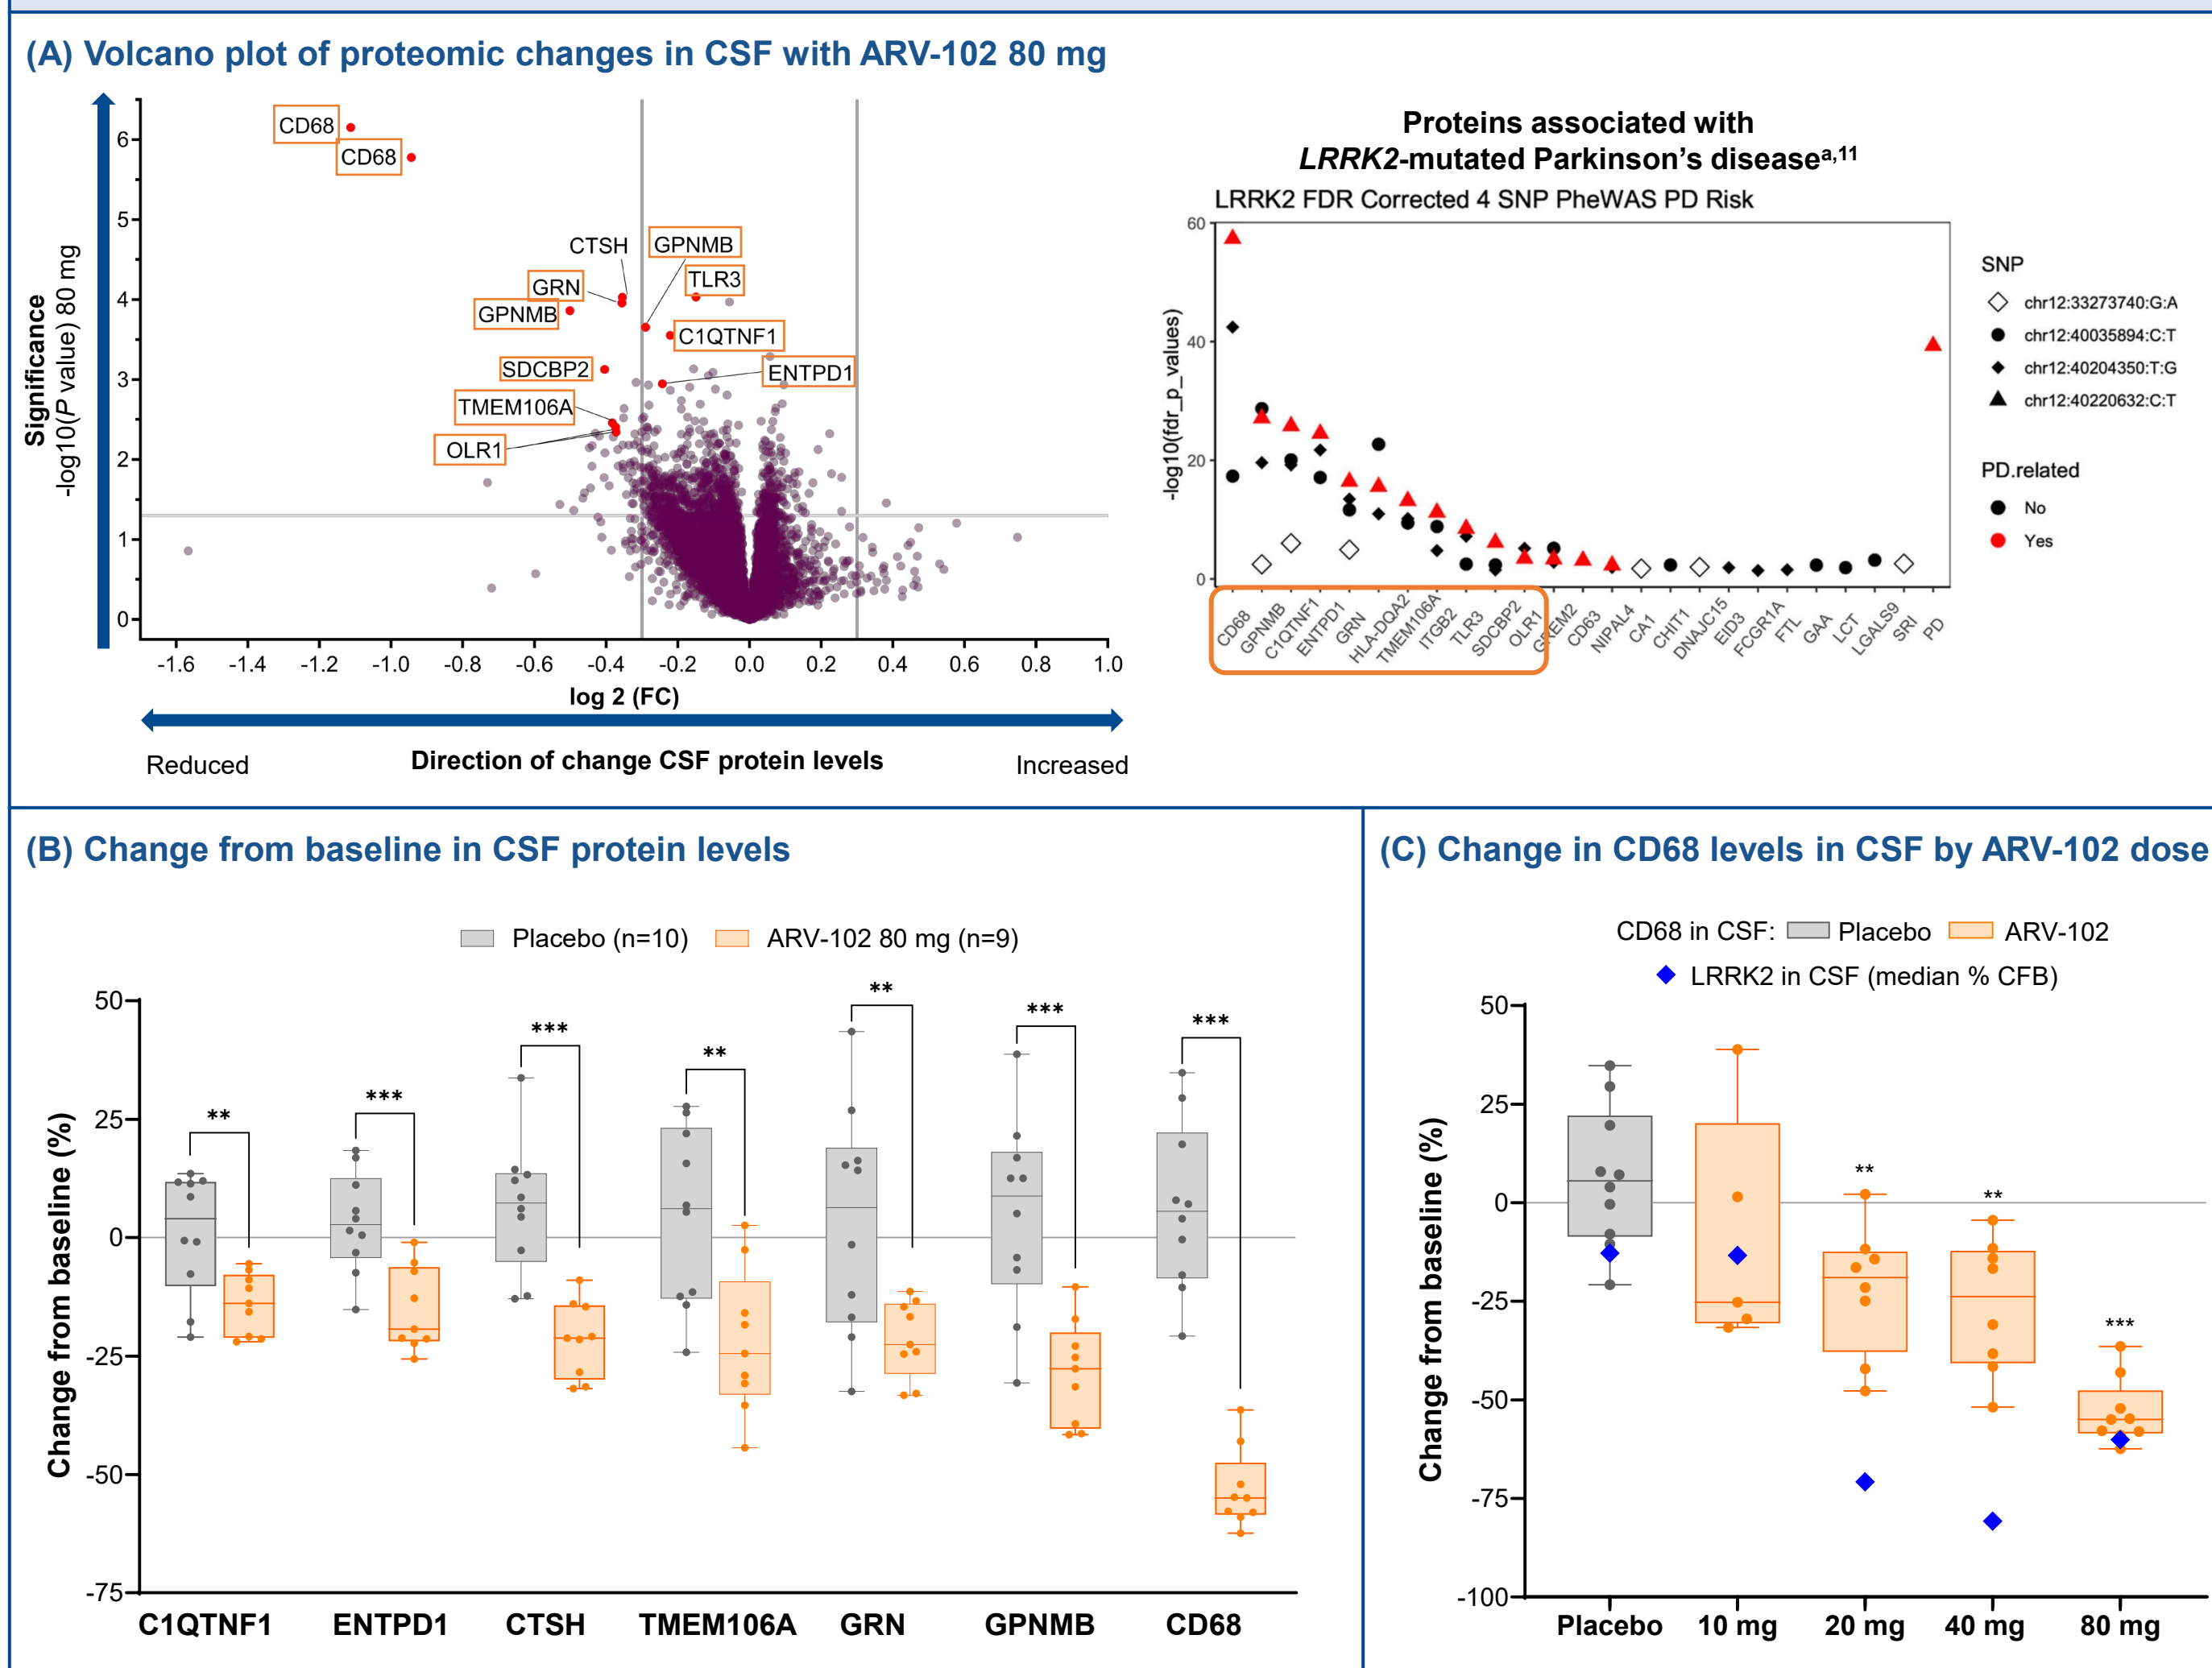 (A) Volcano plot of proteomic changes in CSF with ARV-102 80 mg
Significance
-log10(P value) 80 mg
6
5
4
3
2
1
0
CD68
CD68
CTSH
GPNMB
GRN
TLR3
GPNMB
C1QTNF1
SDCBP2
ENTPD1
TMEM106A
OLR1
-1.6 -1.4 -1.2 -1.0 -0.8 -0.6 -0.4 -0.2 0.0 0.2 0.4 0.6 0.8 1.0
log 2 (FC)
Reduced
Direction of change CSF protein levels
Increased
Proteins associated with
LRRK2-mutated Parkinson’s disease a,11
LRRK2 FDR Corrected 4 SNP PheWAS PD Risk
-log10(fdr_p_values)
60
40
20
0
CD68 GPNMB C1QTNF1 ENTPD1 GRN HLA-DQA2 TMEM106A ITGB2 TLR3 SDCBP2 OLR1 GREM2 CD63 NIPAL4 CA1 CHIT1 DNAJC15 EID3 FCGR1A FTL GAA LCT LGALS9 SRI PD
SNP
chr12:33273740:G:A
chr12:40035894:C:T
chr12:40204350:T:G
chr12:40220632:C:T
PD.related
No
Yes
(B) Change from baseline in CSF protein levels
Placebo (n=10) ARV-102 80 mg (n=9)
Change from baseline (%)
50
25
0
-25
-50
-75
** *** *** ** ** *** ***
C1QTNF1 ENTPD1 CTSH TMEM106A GRN GPNMB CD68
(C) Change in CD68 levels in CSF by ARV-102 dose
CD68 in CSF: Placebo ARV-102
LRRK2 in CSF (median % CFB)
Change from baseline (%)
50
25
0
-25
-50
-75
-100
** ** ***
Placebo 10 mg 20 mg 40 mg 80 mg